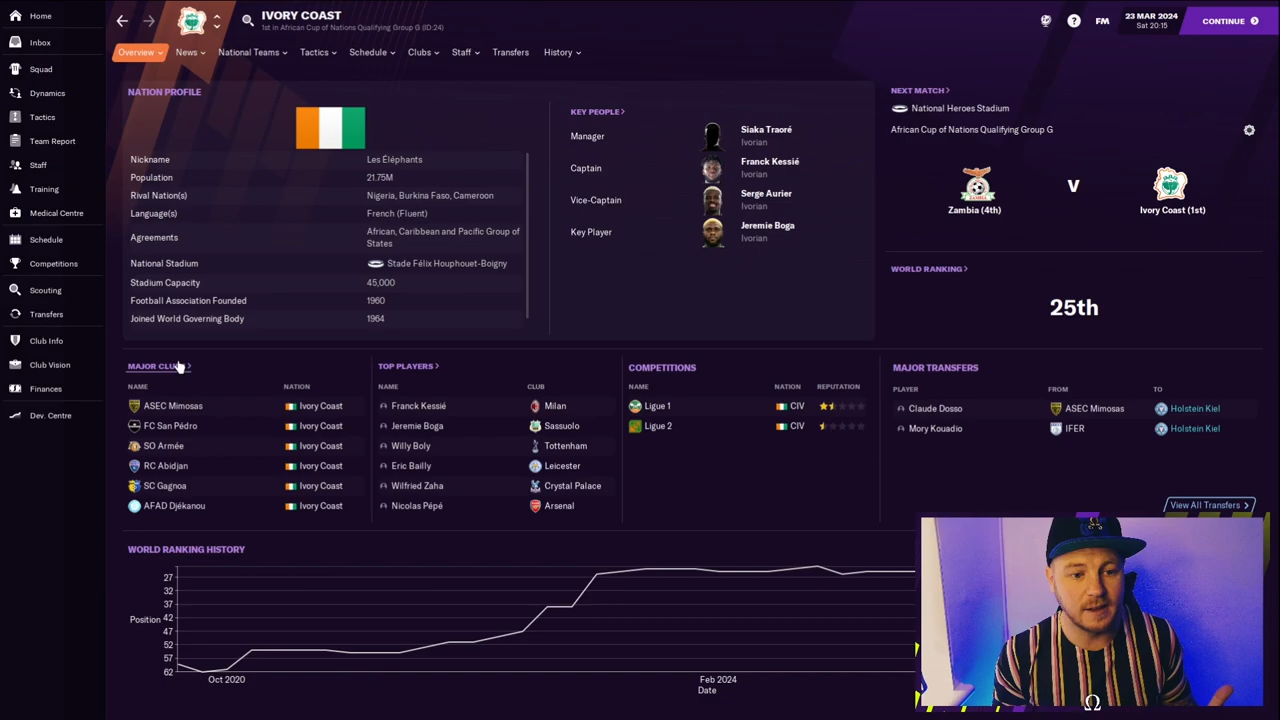 IVORY COAST
1st in African Cup of Nations Qualifying Group G (ID:24)
FM
23 MAR 2024
Sat 20:15
CONTINUE
Home
Inbox
Squad
Dynamics
Tactics
Team Report
Staff
Training
Medical Centre
Schedule
Competitions
Scouting
Transfers
Club Info
Club Vision
Finances
Dev. Centre
Overview News National Teams Tactics Schedule Clubs Staff Transfers History
NATION PROFILE
Nickname Les Éléphants
Population 21.75M
Rival Nation(s) Nigeria, Burkina Faso, Cameroon
Language(s) French (Fluent)
Agreements African, Caribbean and Pacific Group of
States
National Stadium Stade Félix Houphouet-Boigny
Stadium Capacity 45,000
Football Association Founded 1960
Joined World Governing Body 1964
KEY PEOPLE
Manager Siaka Traoré
Ivorian
Captain Franck Kessié
Ivorian
Vice-Captain Serge Aurier
Ivorian
Key Player Jeremie Boga
Ivorian
NEXT MATCH
National Heroes Stadium
African Cup of Nations Qualifying Group G
V
Zambia (4th) Ivory Coast (1st)
WORLD RANKING
25th
MAJOR CLU
NAME NATION
ASEC Mimosas Ivory Coast
FC San Pédro Ivory Coast
SO Armée Ivory Coast
RC Abidjan Ivory Coast
SC Gagnoa Ivory Coast
AFAD Djékanou Ivory Coast
TOP PLAYERS
NAME CLUB
Franck Kessié Milan
Jeremie Boga Sassuolo
Willy Boly Tottenham
Eric Bailly Leicester
Wilfried Zaha Crystal Palace
Nicolas Pépé Arsenal
COMPETITIONS
NAME NATION REPUTATION
Ligue 1 CIV
Ligue 2 CIV
MAJOR TRANSFERS
PLAYER FROM TO
Claude Dosso ASEC Mimosas Holstein Kiel
Mory Kouadio IFER Holstein Kiel
View All Transfers
WORLD RANKING HISTORY
Position
27
32
37
42
47
52
57
62
Oct 2020 Feb 2024
Date
Ω